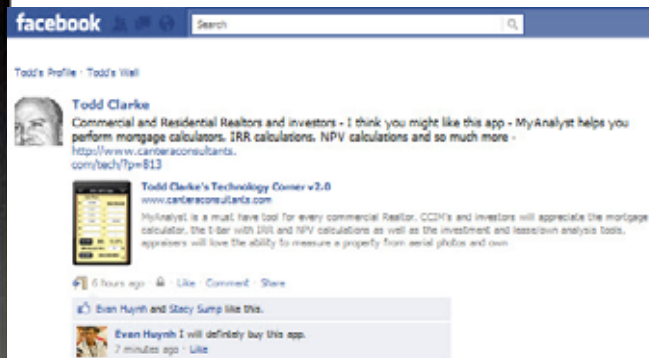 facebook
Search
Todd's Profile · Todd's Wall
Todd Clarke
Commercial and Residential Realtors and investors - I think you might like this app - MyAnalyst helps you
perform mortgage calculators, IRR calculations, NPV calculations and so much more -
http://www.canteraconsultants.
com/tech/?p=813
Todd Clarke's Technology Corner v2.0
www.canteraconsultants.com
MyAnalyst is a must have tool for every commercial Realtor. CCIM's and investors will appreciate the mortgage
calculator, the t-bar with IRR and NPV calculations as well as the investment and lease/own analysis tools,
appraisers will love the ability to measure a property from aerial photos and own
6 hours ago · Like · Comment · Share
Evan Huynh and Stacy Sump like this.
Evan Huynh I will definitely buy this app.
7 minutes ago · Like